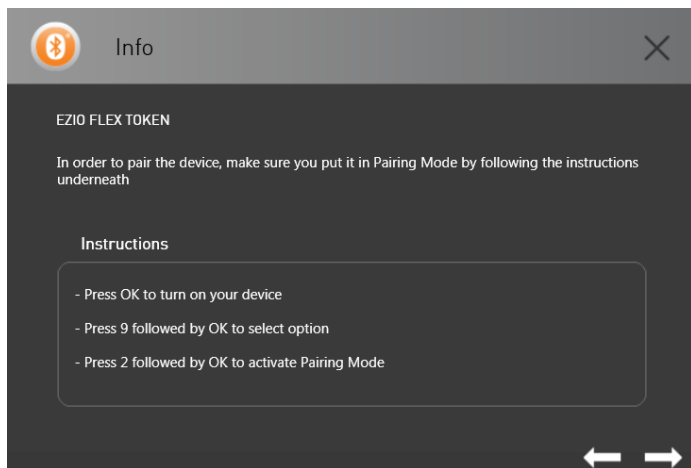 Info
EZIO FLEX TOKEN
In order to pair the device, make sure you put it in Pairing Mode by following the instructions
underneath
Instructions
- Press OK to turn on your device
- Press 9 followed by OK to select option
- Press 2 followed by OK to activate Pairing Mode